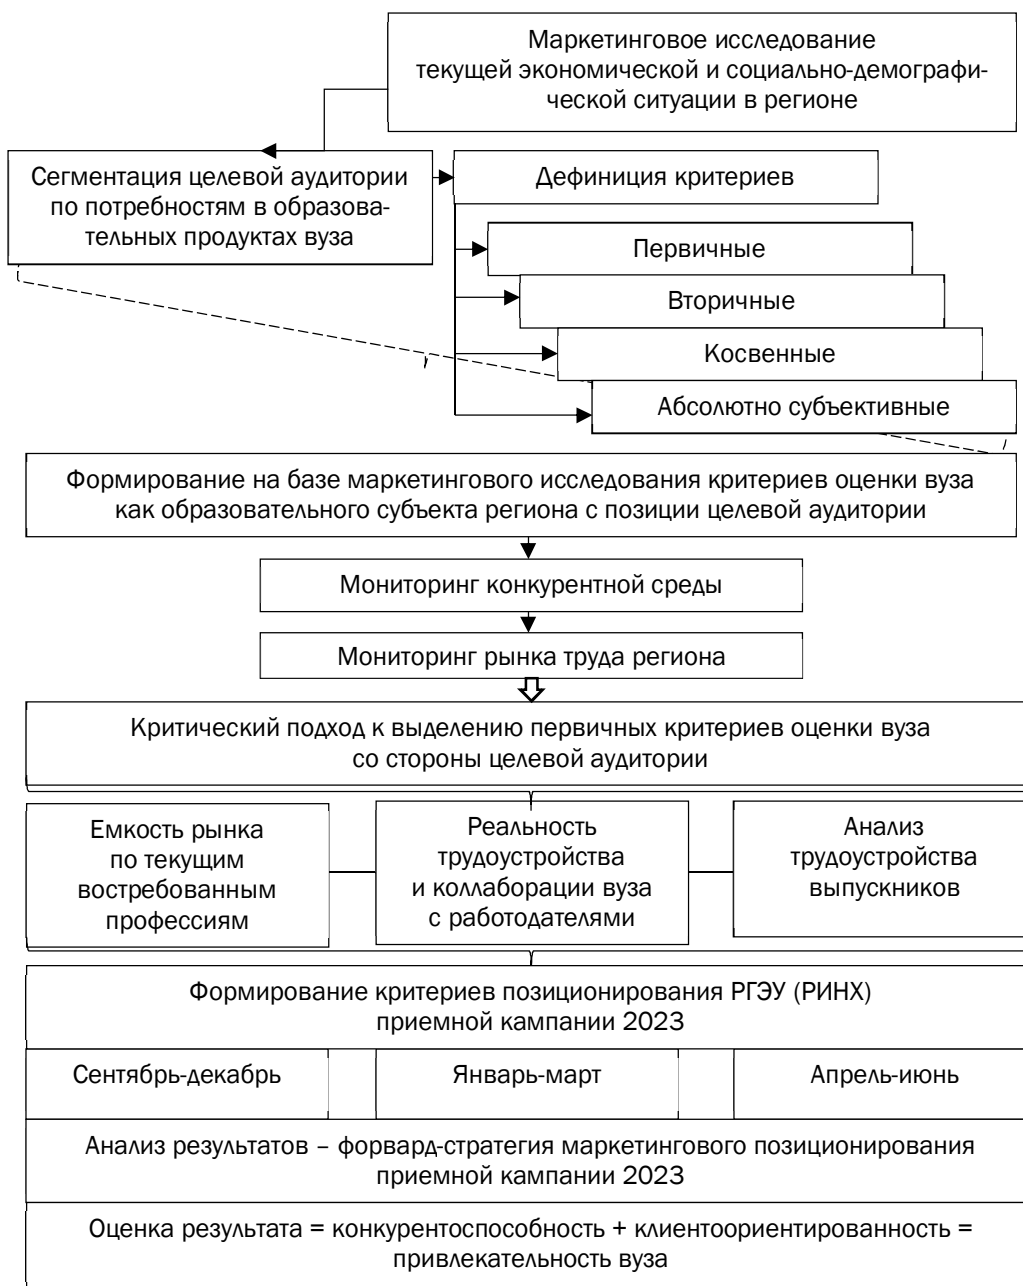 Маркетинговое исследование
текущей экономической и социально-демографи-
ческой ситуации в регионе
Сегментация целевой аудитории
по потребностям в образова-
тельных продуктах вуза
Дефиниция критериев
Первичные
Вторичные
Косвенные
Абсолютно субъективные
Формирование на базе маркетингового исследования критериев оценки вуза
как образовательного субъекта региона с позиции целевой аудитории
Мониторинг конкурентной среды
Мониторинг рынка труда региона
Критический подход к выделению первичных критериев оценки вуза
со стороны целевой аудитории
Емкость рынка
по текущим
востребованным
профессиям
Реальность
трудоустройства
и коллаборации вуза
с работодателями
Анализ
трудоустройства
выпускников
Формирование критериев позиционирования РГЭУ (РИНХ)
приемной кампании 2023
Сентябрь-декабрь
Январь-март
Апрель-июнь
Анализ результатов – форвард-стратегия маркетингового позиционирования
приемной кампании 2023
Оценка результата = конкурентоспособность + клиентоориентированность =
привлекательность вуза